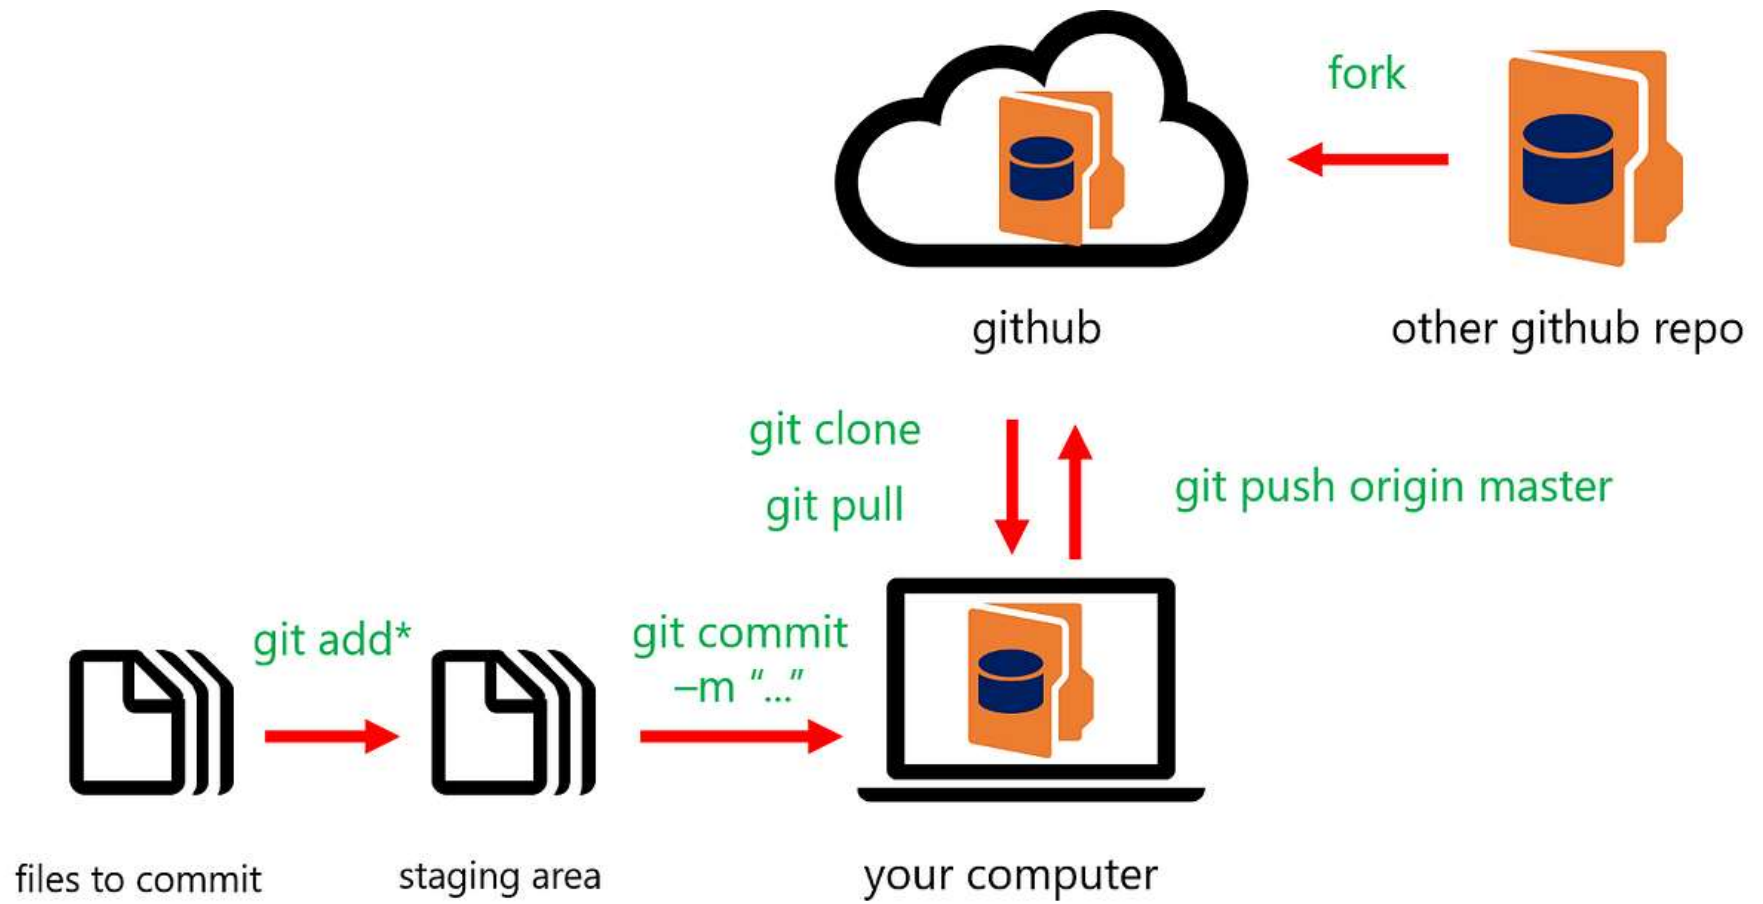 fork
github
other github repo
git clone
git pull
git push origin master
git add*
git commit
–m “...”
files to commit
staging area
your computer